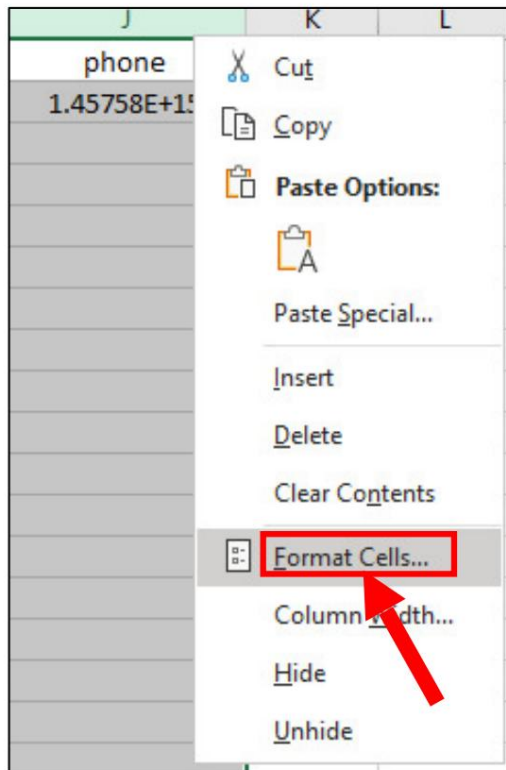 J K L
phone
1.45758E+15
Cut
Copy
Paste Options:
Paste Special...
Insert
Delete
Clear Contents
Format Cells...
Column Width...
Hide
Unhide